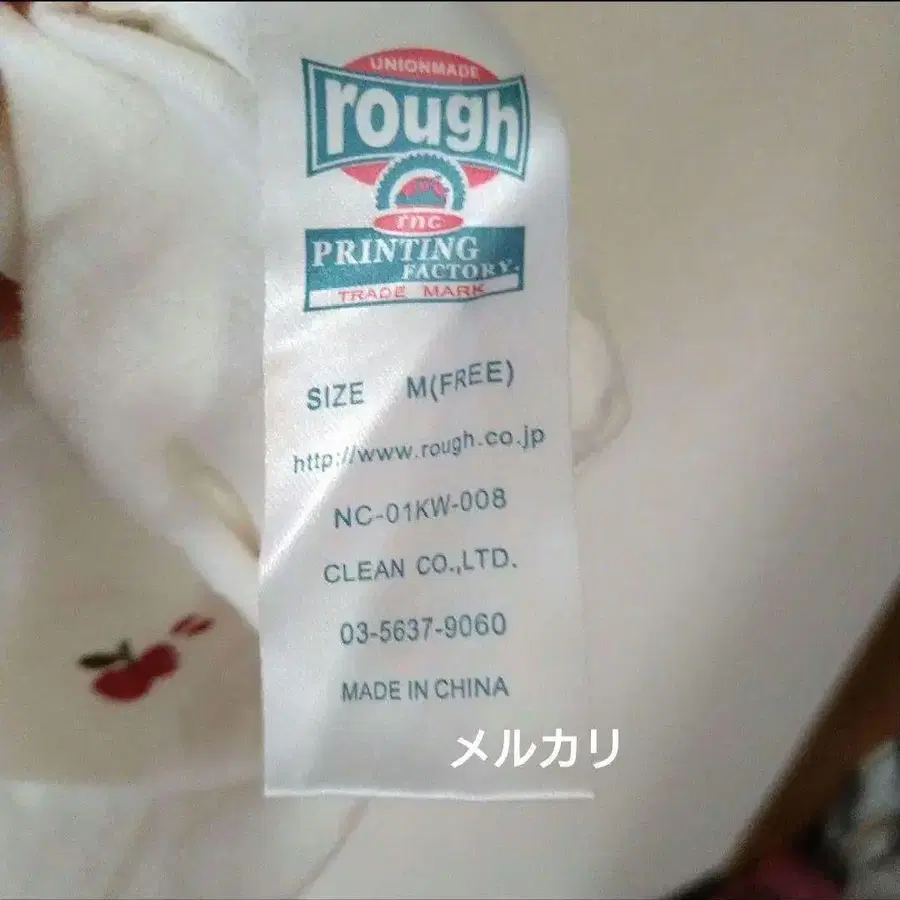 UNIONMADE
rough
rnc
PRINTING
FACTORY.
TRADE MARK
SIZE M(FREE)
http://www.rough.co.jp
NC-01KW-008
CLEAN CO.,LTD.
03-5637-9060
MADE IN CHINA
メルカリ